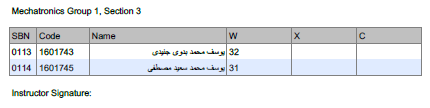 Mechatronics Group 1, Section 3
SBN Code Name W X C
0113 1601743 يوسف محمد بدوى جنيدى 32
0114 1601745 يوسف محمد سعيد مصطفى 31
Instructor Signature: